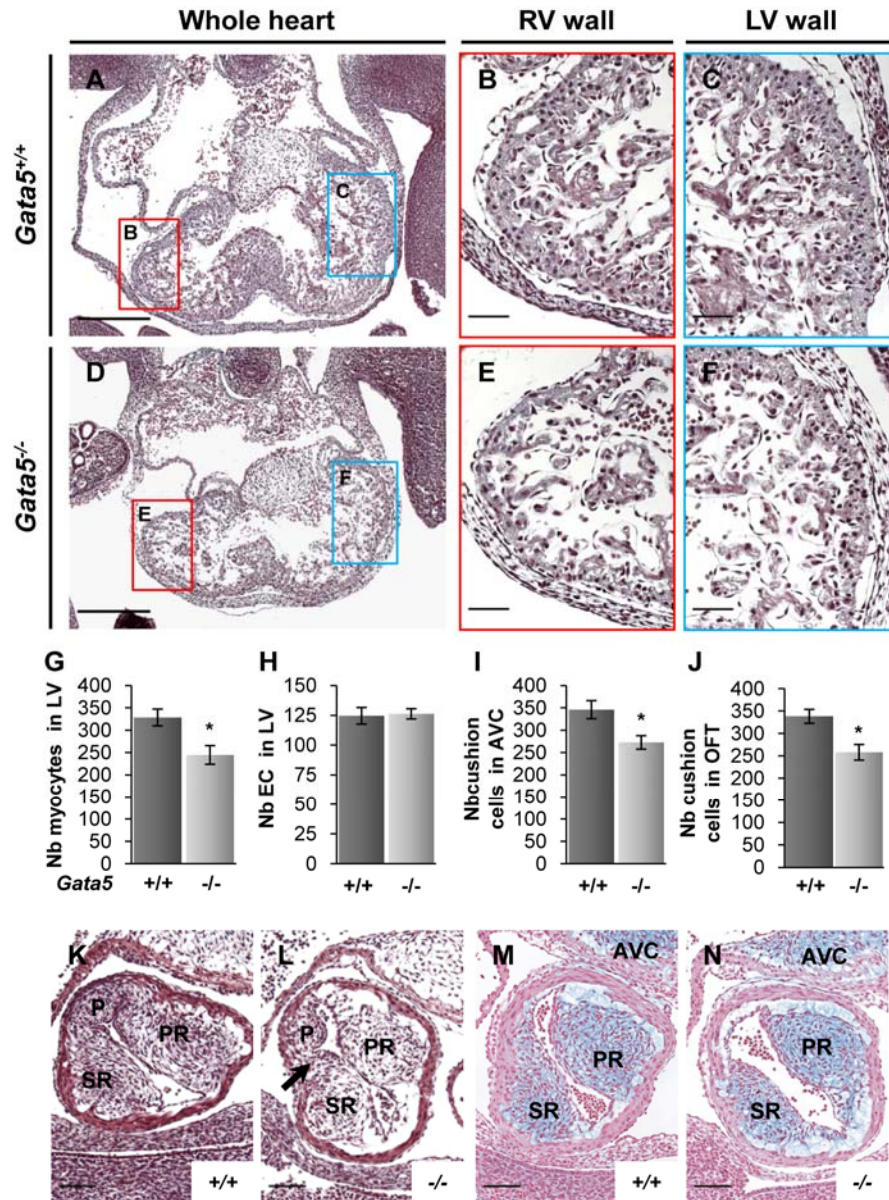 Whole heart
RV wall
LV wall
Gata5+/+
A
B
C
B
C
Gata5-/-
D
E
F
E
F
G
H
I
J
Nb myocytes in LV
400
350
300
250
200
150
100
50
0
*
Nb EC in LV
150
125
100
75
50
25
0
Nbcushion
cells in AVC
400
350
300
250
200
150
100
50
0
*
Nb cushion
cells in OFT
400
350
300
250
200
150
100
50
0
*
Gata5
+/+
-/-
+/+
-/-
+/+
-/-
+/+
-/-
K
P
PR
SR
+/+
L
P
PR
SR
-/-
M
AVC
PR
SR
+/+
N
AVC
PR
SR
-/-